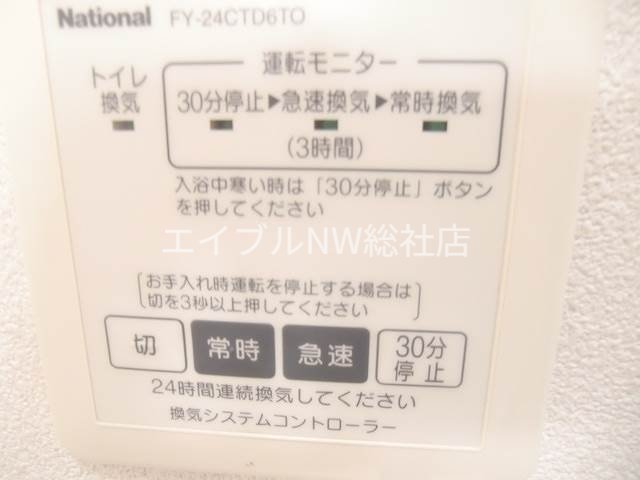 National FY-24CTD6TO
運転モニター
トイレ
換気
30分停止▶急速換気▶常時換気
(3時間)
入浴中寒い時は「30分停止」ボタン
を押してください
エイブルNW総社店
お手入れ時運転を停止する場合は
切を3秒以上押してください
切 常時 急速 30分
停止
24時間連続換気してください
換気システムコントローラー